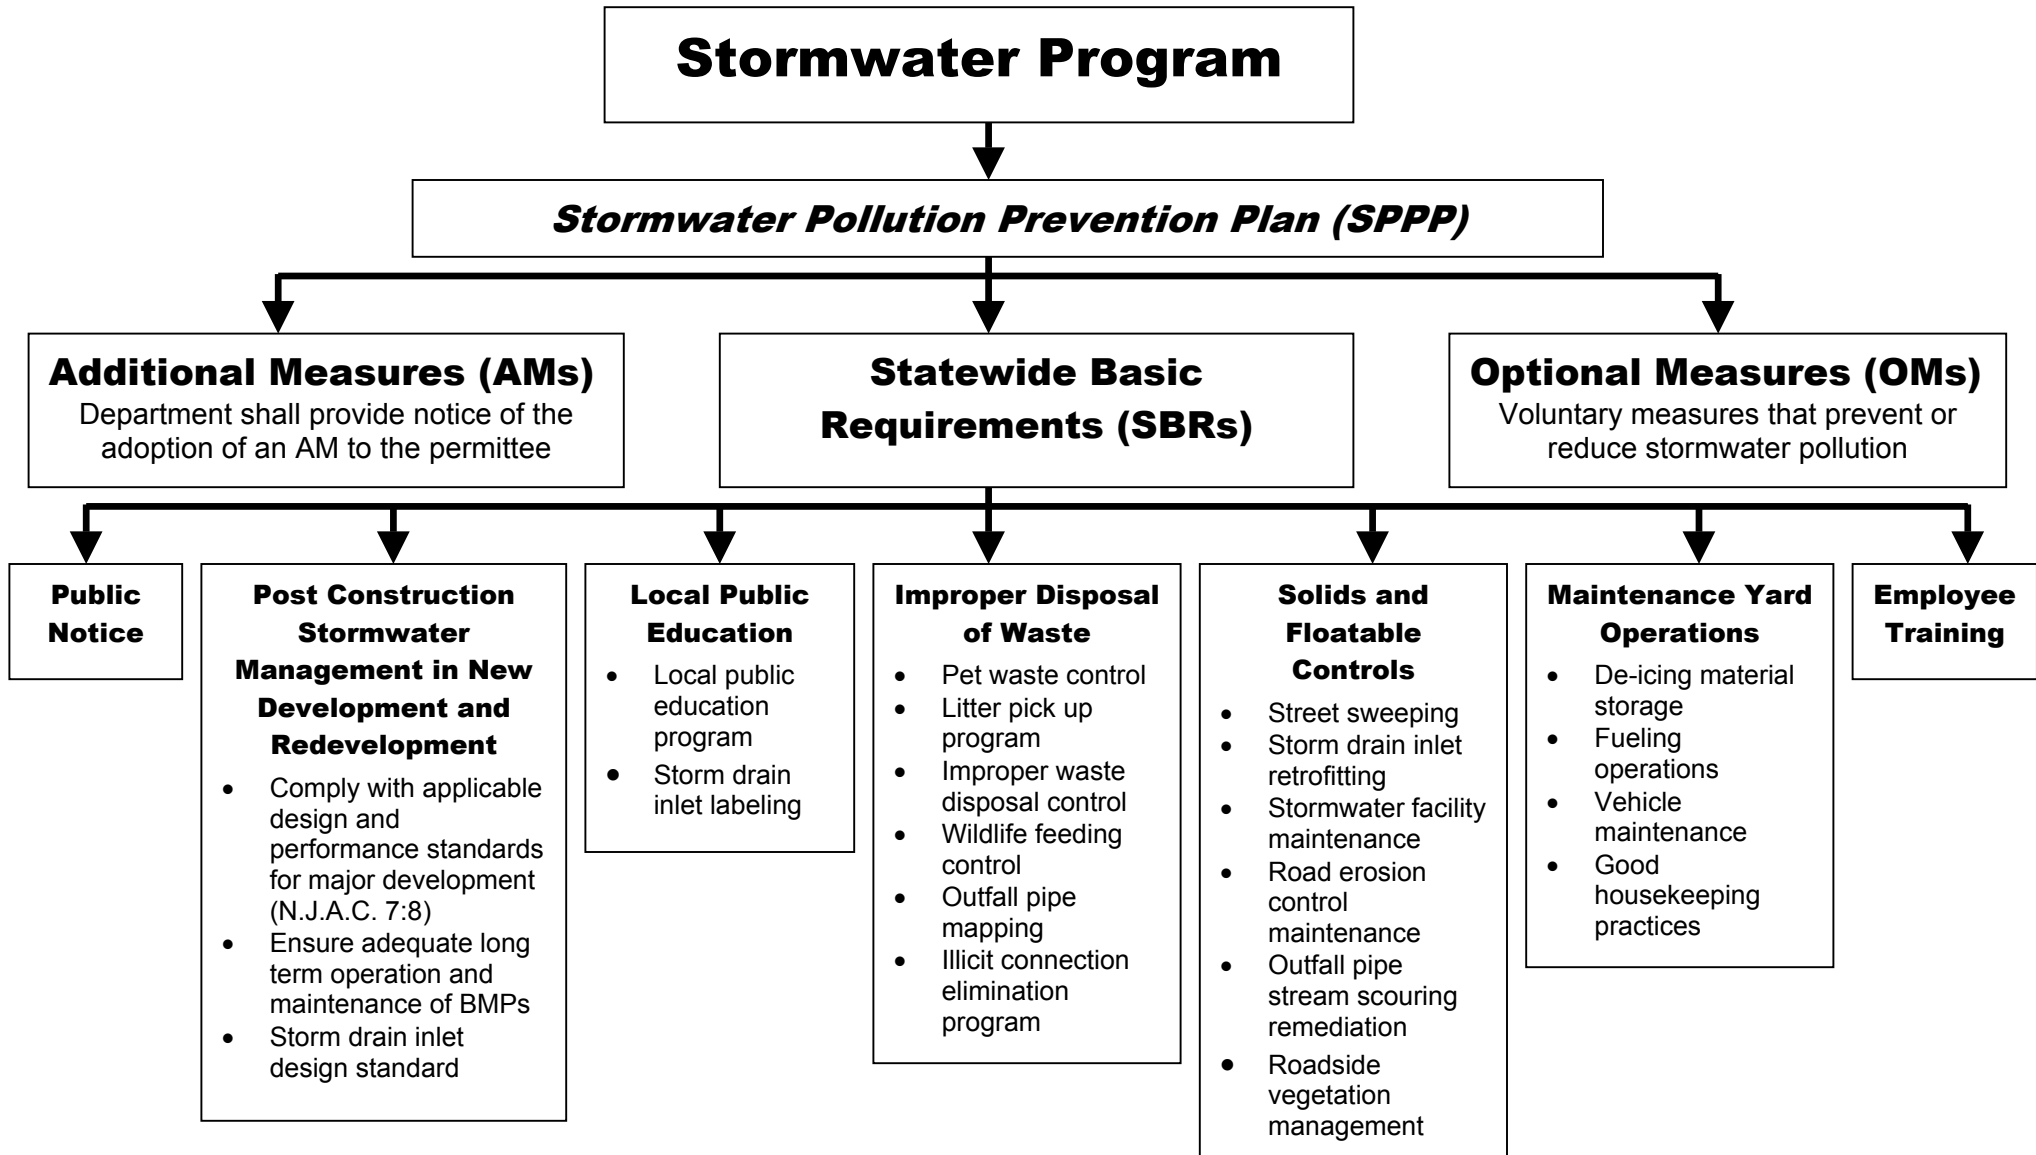 Stormwater Program
Stormwater Pollution Prevention Plan (SPPP)
Additional Measures (AMs)
Department shall provide notice of the
adoption of an AM to the permittee
Statewide Basic
Requirements (SBRs)
Optional Measures (OMs)
Voluntary measures that prevent or
reduce stormwater pollution
Public
Notice
Post Construction
Stormwater
Management in New
Development and
Redevelopment
• Comply with applicable
design and
performance standards
for major development
(N.J.A.C. 7:8)
• Ensure adequate long
term operation and
maintenance of BMPs
• Storm drain inlet
design standard
Local Public
Education
• Local public
education
program
• Storm drain
inlet labeling
Improper Disposal
of Waste
• Pet waste control
• Litter pick up
program
• Improper waste
disposal control
• Wildlife feeding
control
• Outfall pipe
mapping
• Illicit connection
elimination
program
Solids and
Floatable
Controls
• Street sweeping
• Storm drain inlet
retrofitting
• Stormwater facility
maintenance
• Road erosion
control
maintenance
• Outfall pipe
stream scouring
remediation
• Roadside
vegetation
management
Maintenance Yard
Operations
• De-icing material
storage
• Fueling
operations
• Vehicle
maintenance
• Good
housekeeping
practices
Employee
Training